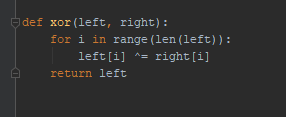 def xor(left, right):
    for i in range(len(left)):
        left[i] ^= right[i]
    return left